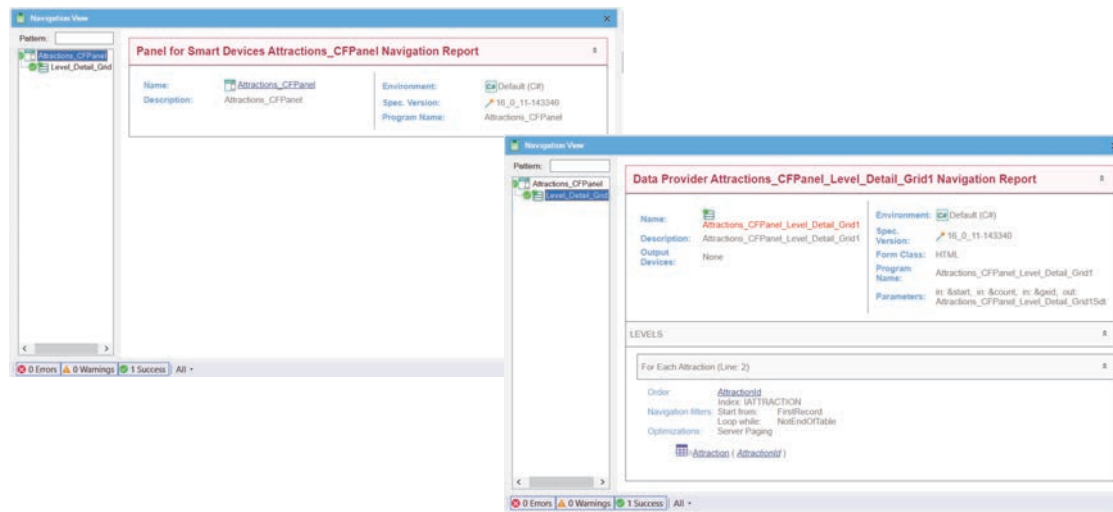 Navigation View
Pattern:
Attractions_CFPanel
Level_Detail_Grid
Panel for Smart Devices Attractions_CFPanel Navigation Report
Name: Attractions_CFPanel
Description: Attractions_CFPanel
Environment: C# Default (C#)
Spec. Version: 16_0_11-143340
Program Name: Attractions_CFPanel
0 Errors 0 Warnings 1 Success All
Navigation View
Pattern:
Attractions_CFPanel
Level_Detail_Grid
Data Provider Attractions_CFPanel_Level_Detail_Grid1 Navigation Report
Name: Attractions_CFPanel_Level_Detail_Grid1
Description: Attractions_CFPanel_Level_Detail_Grid1
Output Devices: None
Environment: C# Default (C#)
Spec. Version: 16_0_11-143340
Form Class: HTML
Program Name: Attractions_CFPanel_Level_Detail_Grid1
Parameters: in: &start, in: &count, in: &gxid, out:
Attractions_CFPanel_Level_Detail_Grid1Sdt
LEVELS
For Each Attraction (Line: 2)
Order: AttractionId
Index: IATTRACTION
Navigation filters: Start from: FirstRecord
Loop while: NotEndOfTable
Optimizations: Server Paging
Attraction ( AttractionId )
0 Errors 0 Warnings 1 Success All